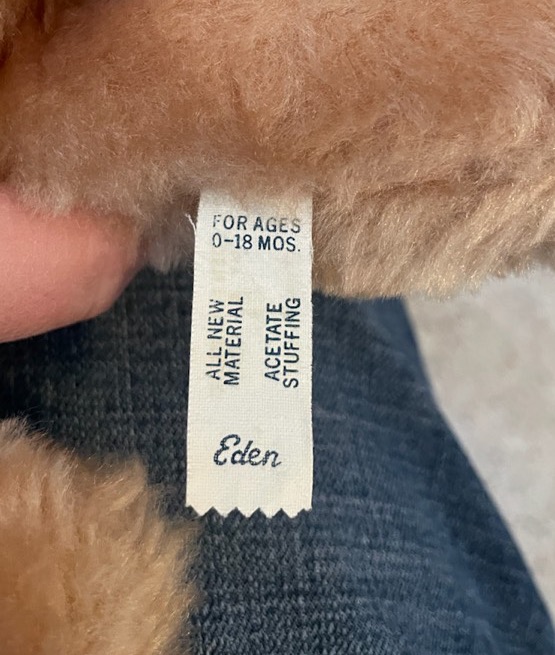 FOR AGES
0-18 MOS.
ALL NEW
MATERIAL
ACETATE
STUFFING
Eden